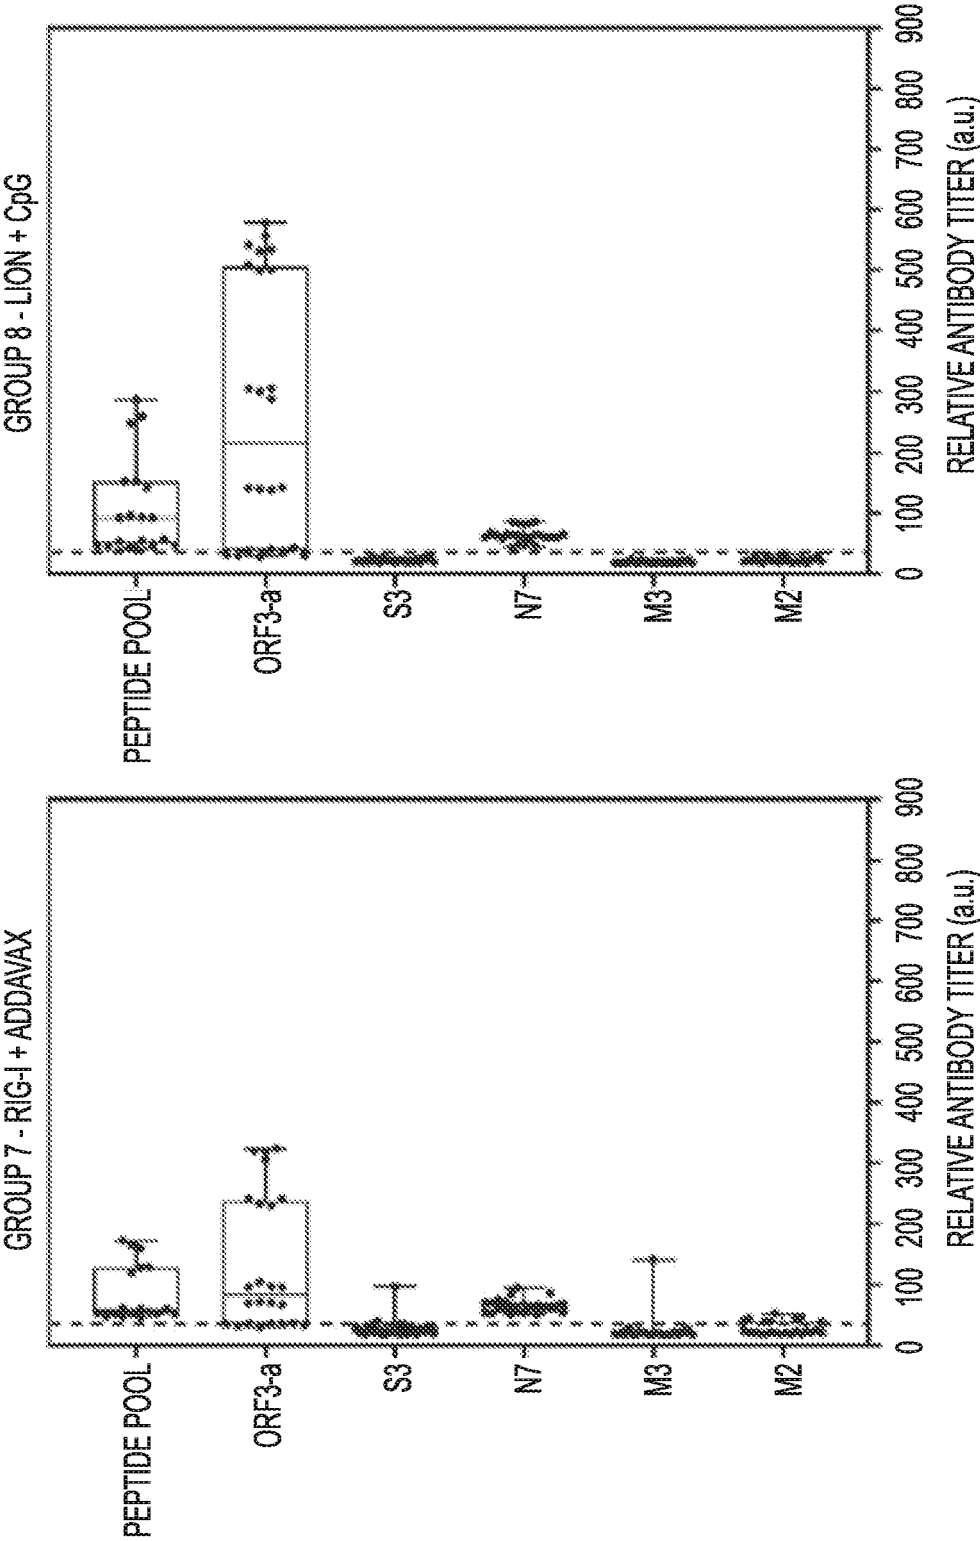 GROUP 7 - RIG-I + ADDAVAX
RELATIVE ANTIBODY TITER (a.u.)
900
800
700
600
500
400
300
200
100
0
PEPTIDE POOL
ORF3-a
S3
N7
M3
M2
GROUP 8 - LION + CpG
RELATIVE ANTIBODY TITER (a.u.)
900
800
700
600
500
400
300
200
100
0
PEPTIDE POOL
ORF3-a
S3
N7
M3
M2